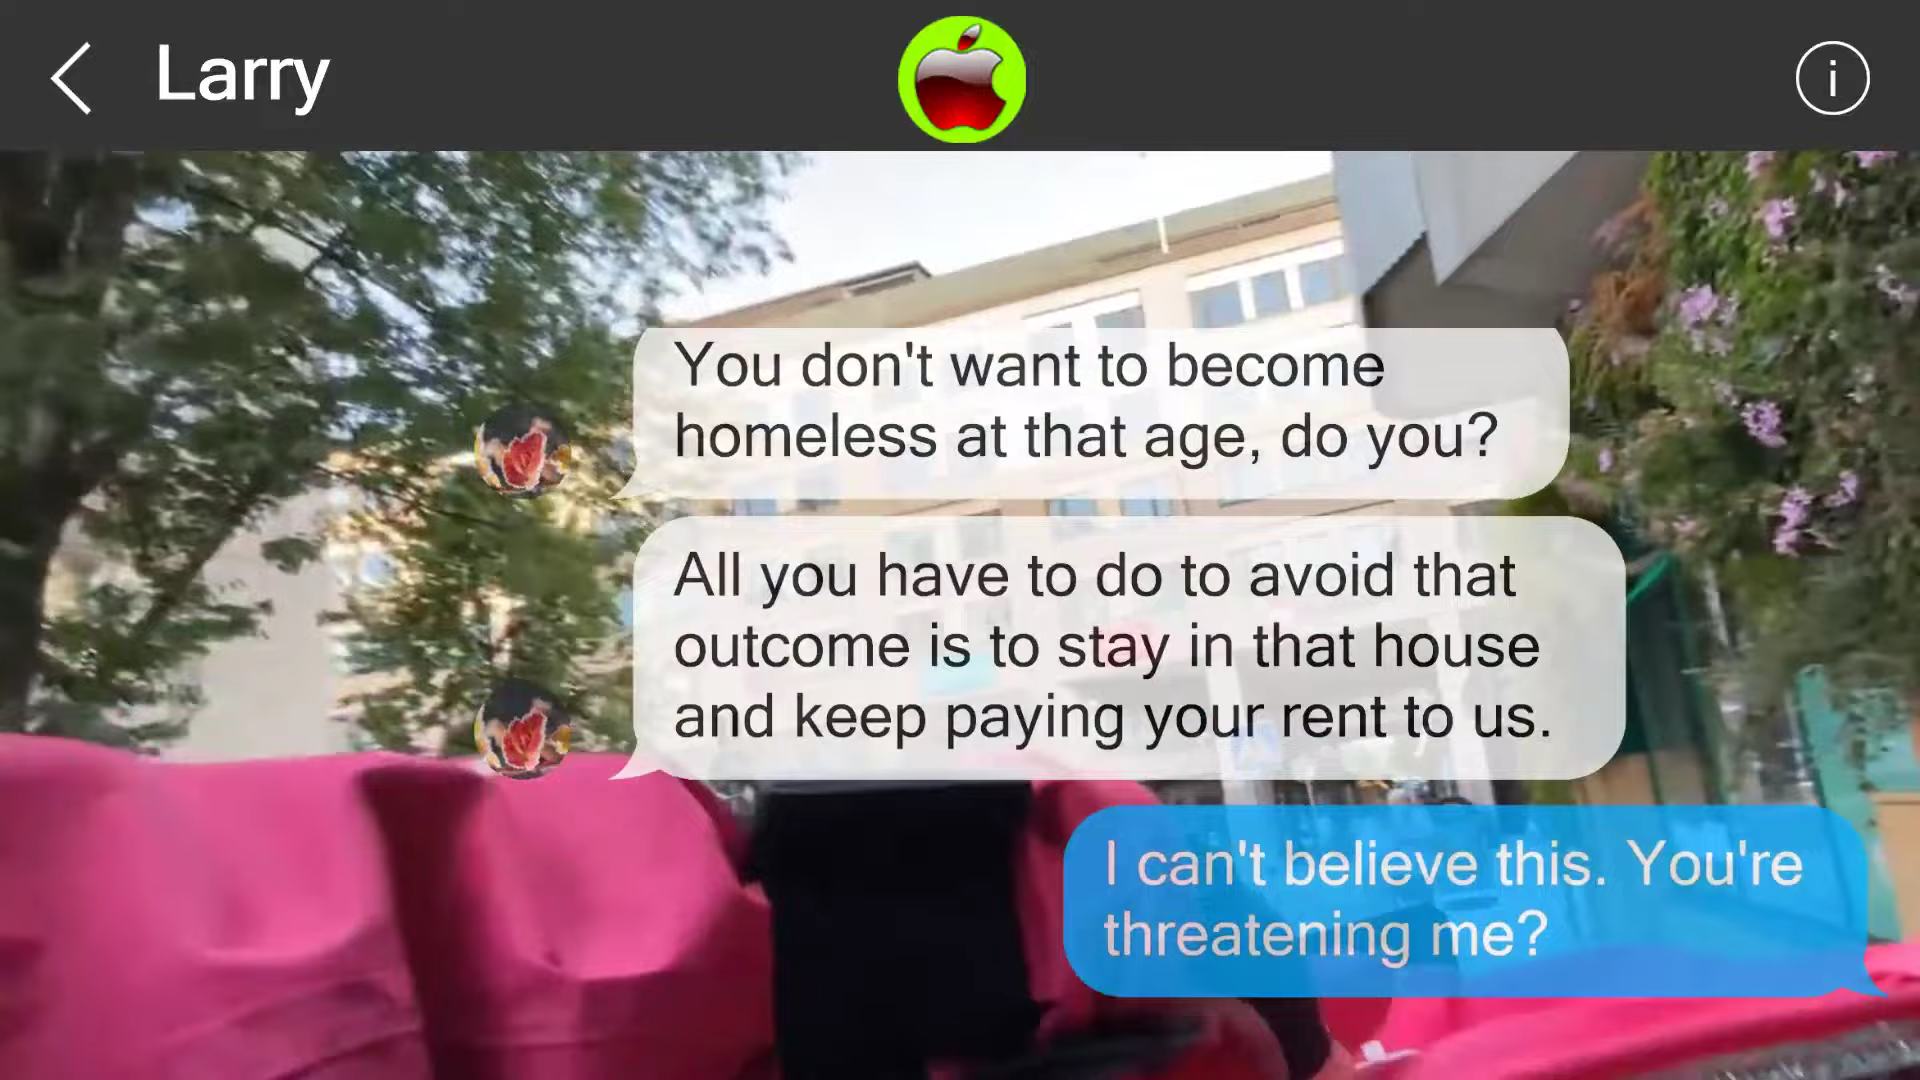 Larry
You don't want to become
homeless at that age, do you?
All you have to do to avoid that
outcome is to stay in that house
and keep paying your rent to us.
I can't believe this. You're
threatening me?